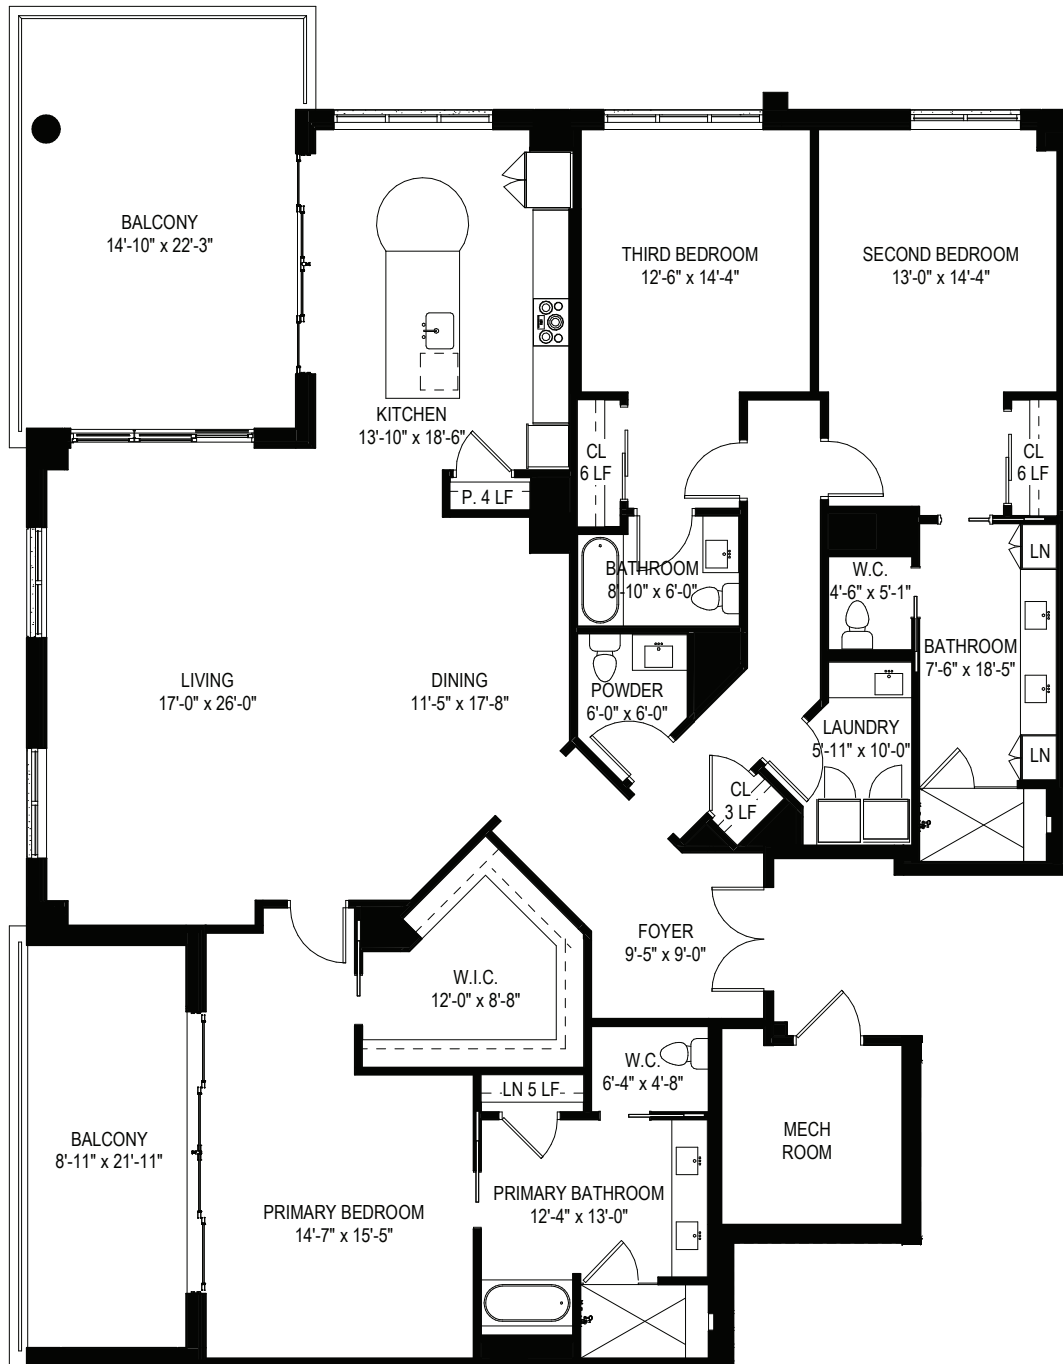 BALCONY
14'-10" x 22'-3"
THIRD BEDROOM
12'-6" x 14'-4"
SECOND BEDROOM
13'-0" x 14'-4"
KITCHEN
13'-10" x 18'-6"
CL
6 LF
CL
6 LF
P. 4 LF
LN
BATHROOM
8'-10" x 6'-0"
W.C.
4'-6" x 5'-1"
BATHROOM
7'-6" x 18'-5"
LIVING
17'-0" x 26'-0"
DINING
11'-5" x 17'-8"
POWDER
6'-0" x 6'-0"
LAUNDRY
5'-11" x 10'-0"
LN
CL
3 LF
FOYER
9'-5" x 9'-0"
W.I.C.
12'-0" x 8'-8"
W.C.
6'-4" x 4'-8"
LN 5 LF
BALCONY
8'-11" x 21'-11"
MECH
ROOM
PRIMARY BEDROOM
14'-7" x 15'-5"
PRIMARY BATHROOM
12'-4" x 13'-0"